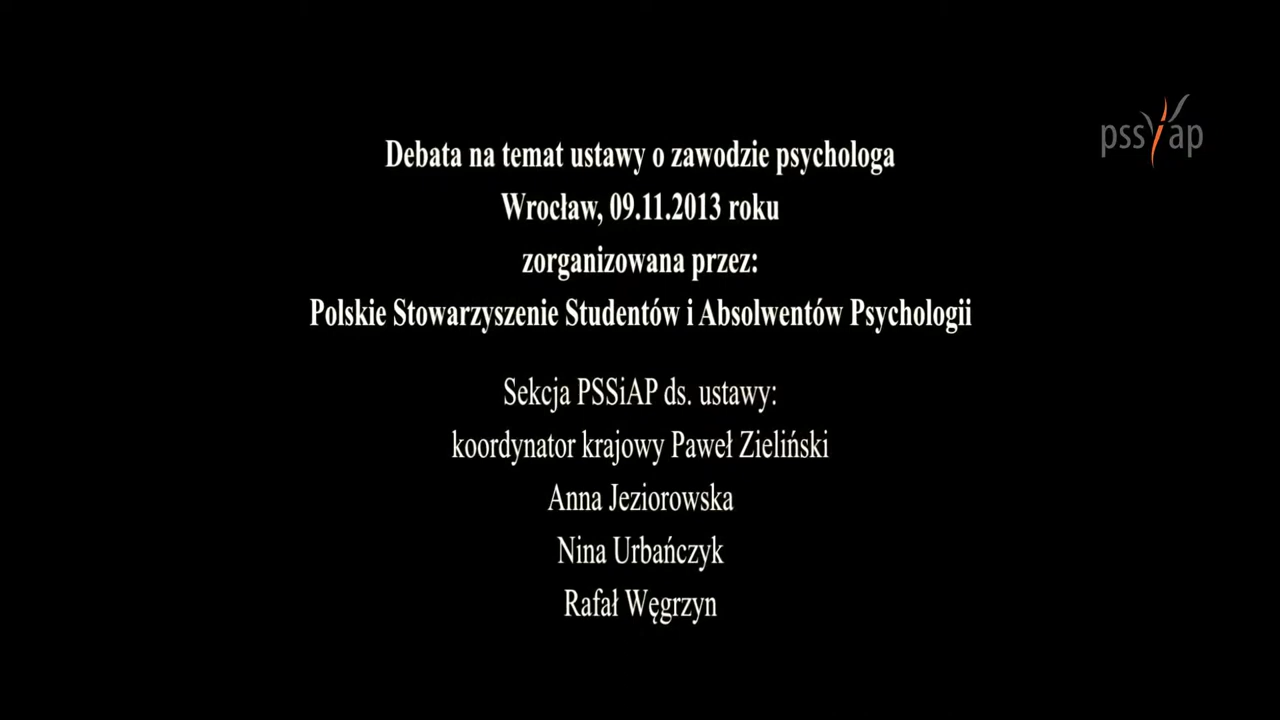 pssiap
Debata na temat ustawy o zawodzie psychologa
Wrocław, 09.11.2013 roku
zorganizowana przez:
Polskie Stowarzyszenie Studentów i Absolwentów Psychologii
Sekcja PSSiAP ds. ustawy:
koordynator krajowy Paweł Zieliński
Anna Jeziorowska
Nina Urbańczyk
Rafał Węgrzyn